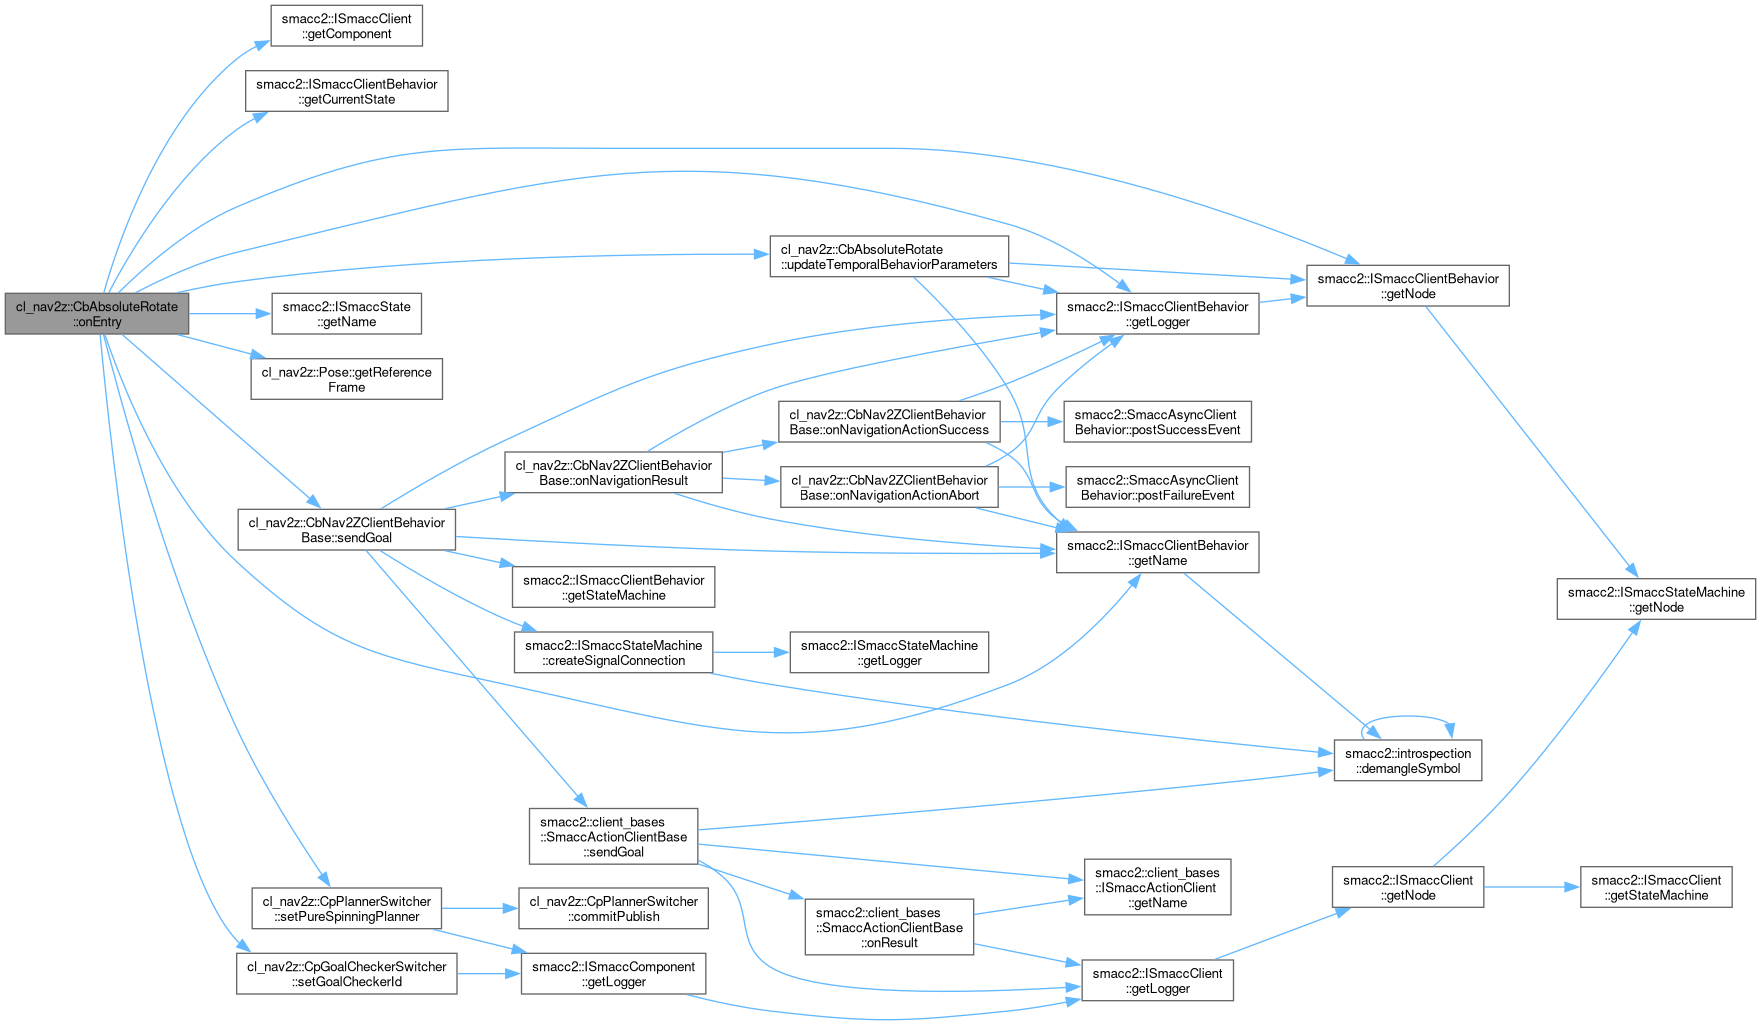 smacc2::ISmaccClient
::getComponent
smacc2::ISmaccClientBehavior
::getCurrentState
cl_nav2z::CbAbsoluteRotate
::onEntry
smacc2::ISmaccState
::getName
cl_nav2z::Pose::getReference
Frame
cl_nav2z::CbAbsoluteRotate
::updateTemporalBehaviorParameters
smacc2::ISmaccClientBehavior
::getLogger
smacc2::ISmaccClientBehavior
::getNode
cl_nav2z::CbNav2ZClientBehavior
Base::onNavigationActionSuccess
smacc2::SmaccAsyncClient
Behavior::postSuccessEvent
cl_nav2z::CbNav2ZClientBehavior
Base::onNavigationResult
cl_nav2z::CbNav2ZClientBehavior
Base::onNavigationActionAbort
smacc2::SmaccAsyncClient
Behavior::postFailureEvent
cl_nav2z::CbNav2ZClientBehavior
Base::sendGoal
smacc2::ISmaccClientBehavior
::getName
smacc2::ISmaccClientBehavior
::getStateMachine
smacc2::ISmaccStateMachine
::getNode
smacc2::ISmaccStateMachine
::createSignalConnection
smacc2::ISmaccStateMachine
::getLogger
smacc2::introspection
::demangleSymbol
smacc2::client_bases
::SmaccActionClientBase
::sendGoal
smacc2::client_bases
::ISmaccActionClient
::getName
smacc2::ISmaccClient
::getNode
smacc2::ISmaccClient
::getStateMachine
cl_nav2z::CpPlannerSwitcher
::setPureSpinningPlanner
cl_nav2z::CpPlannerSwitcher
::commitPublish
smacc2::client_bases
::SmaccActionClientBase
::onResult
cl_nav2z::CpGoalCheckerSwitcher
::setGoalCheckerId
smacc2::ISmaccComponent
::getLogger
smacc2::ISmaccClient
::getLogger